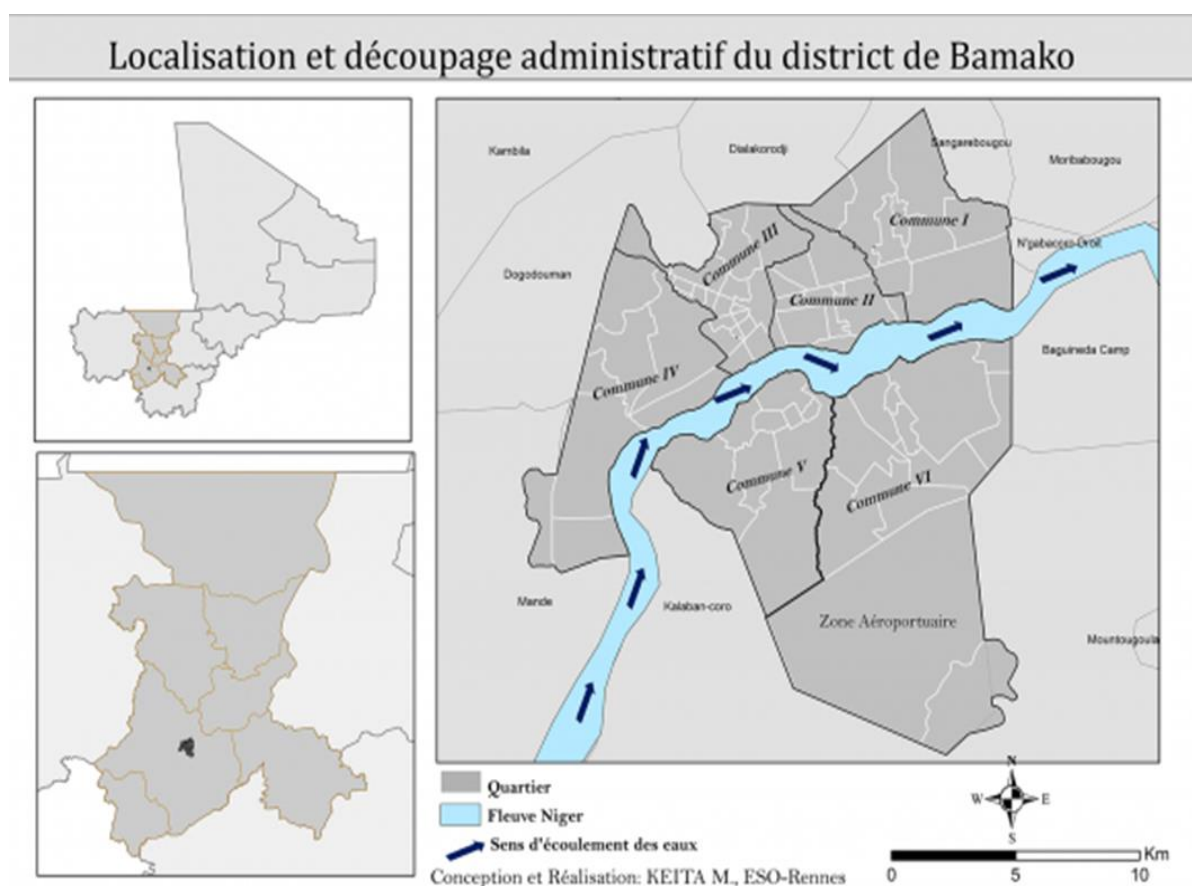 Localisation et découpage administratif du district de Bamako
Kambila
Dialakorodji
Sangarebougou
Moribabougou
Commune I
Commune III
N'gabacoro-Droit
Dogodouman
Commune II
Baguineda Camp
Commune IV
Commune V
Commune VI
Mande
Kalaban-coro
Zone Aéroportuaire
Mountougoula
Quartier
Fleuve Niger
Sens d'écoulement des eaux
Conception et Réalisation: KEITA M., ESO-Rennes
N
W
E
S
Km
0 5 10